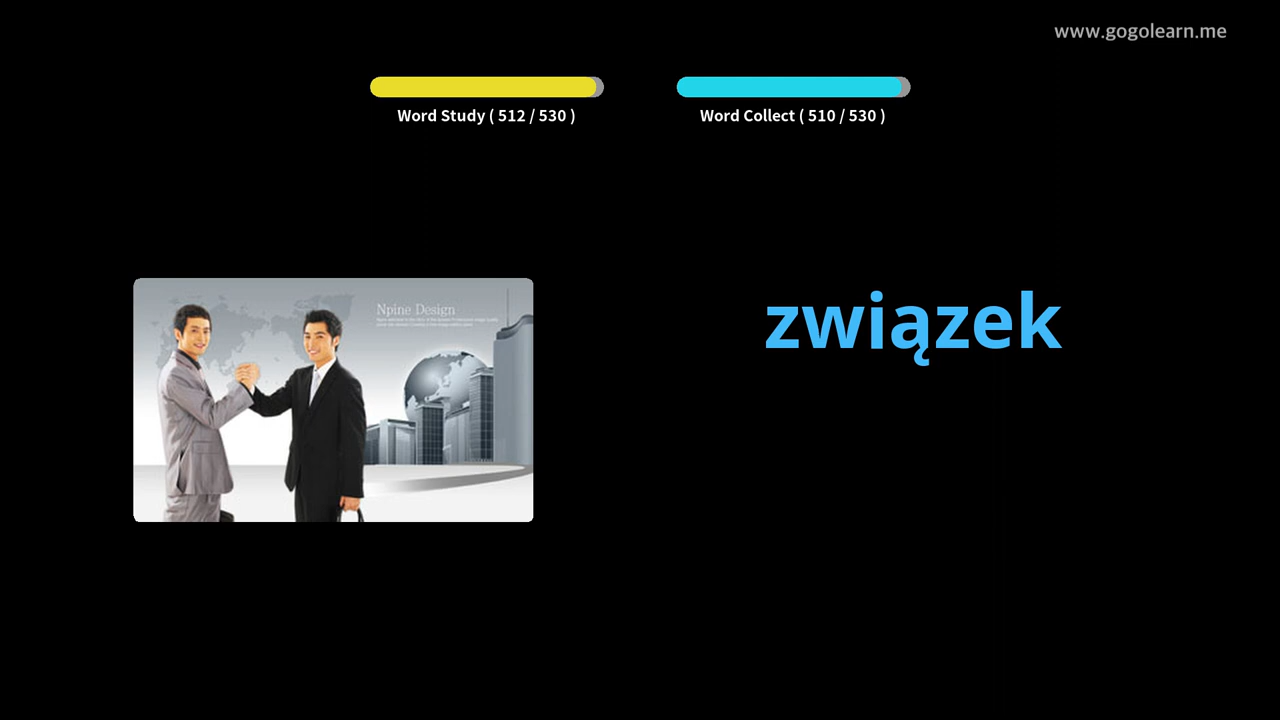 www.gogolearn.me
Word Study ( 512 / 530 )
Word Collect ( 510 / 530 )
Npine Design
związek